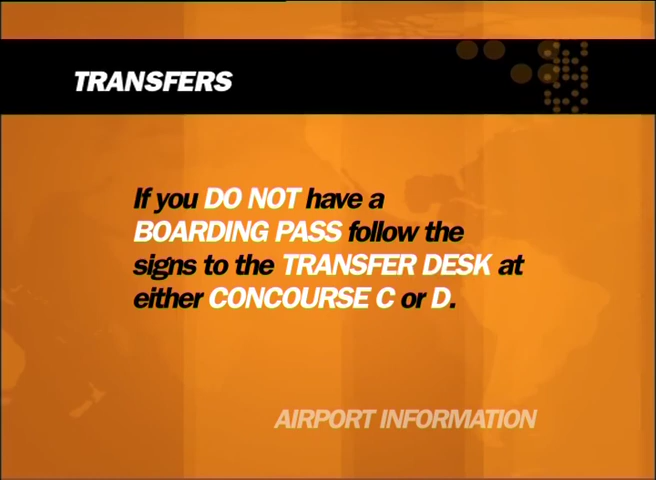 TRANSFERS
If you DO NOT have a
BOARDING PASS follow the
signs to the TRANSFER DESK at
either CONCOURSE C or D.
AIRPORT INFORMATION